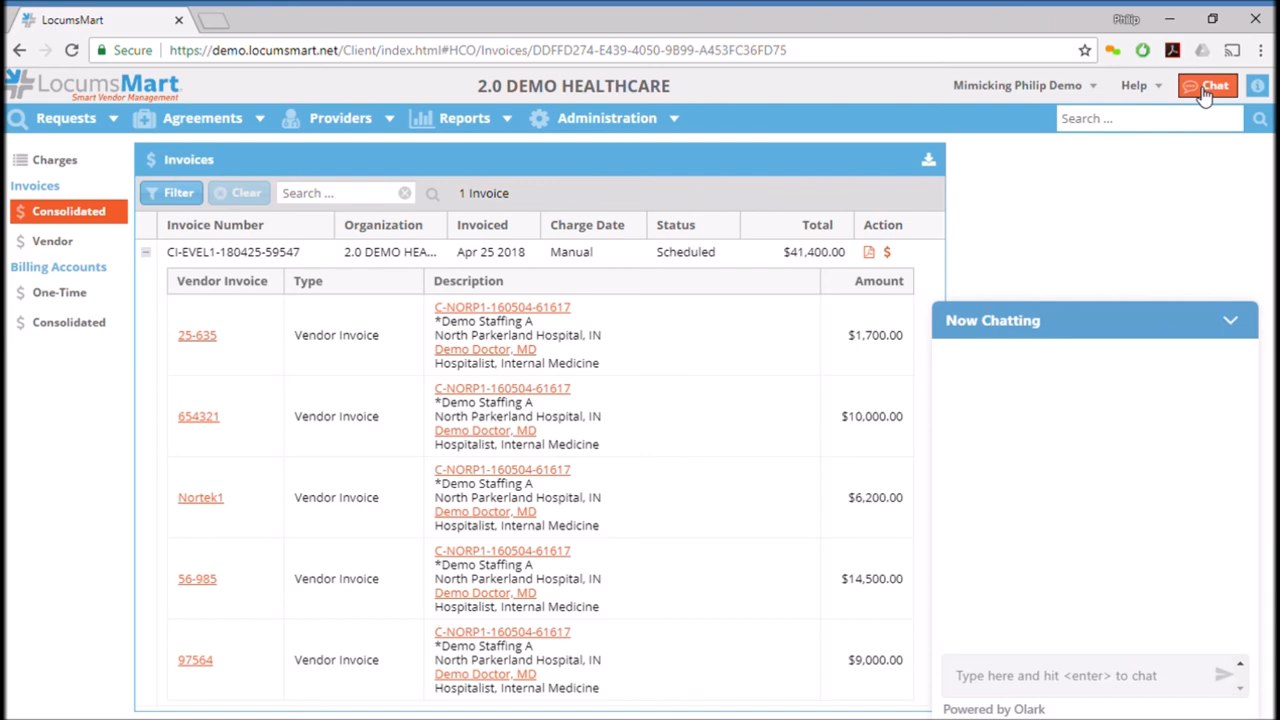 LocumsMart
Philip
Secure
https://demo.locumsmart.net/Client/index.html#HCO/Invoices/DDFFD274-E439-4050-9B99-A453FC36FD75
LocumsMart
Smart Vendor Management
2.0 DEMO HEALTHCARE
Mimicking Philip Demo
Help
Chat
Requests
Agreements
Providers
Reports
Administration
Search ...
Charges
Invoices
Consolidated
Vendor
Billing Accounts
One-Time
Consolidated
$ Invoices
Filter
Clear
Search ...
1 Invoice
Invoice Number Organization Invoiced Charge Date Status Total Action
CI-EVEL1-180425-59547 2.0 DEMO HEA... Apr 25 2018 Manual Scheduled $41,400.00 $
Vendor Invoice Type Description Amount
C-NORP1-160504-61617
*Demo Staffing A
25-635 Vendor Invoice North Parkerland Hospital, IN $1,700.00
Demo Doctor, MD
Hospitalist, Internal Medicine
C-NORP1-160504-61617
*Demo Staffing A
654321 Vendor Invoice North Parkerland Hospital, IN $10,000.00
Demo Doctor, MD
Hospitalist, Internal Medicine
C-NORP1-160504-61617
*Demo Staffing A
Nortek1 Vendor Invoice North Parkerland Hospital, IN $6,200.00
Demo Doctor, MD
Hospitalist, Internal Medicine
C-NORP1-160504-61617
*Demo Staffing A
56-985 Vendor Invoice North Parkerland Hospital, IN $14,500.00
Demo Doctor, MD
Hospitalist, Internal Medicine
C-NORP1-160504-61617
*Demo Staffing A
97564 Vendor Invoice North Parkerland Hospital, IN $9,000.00
Demo Doctor, MD
Hospitalist, Internal Medicine
Now Chatting
Type here and hit <enter> to chat
Powered by Olark